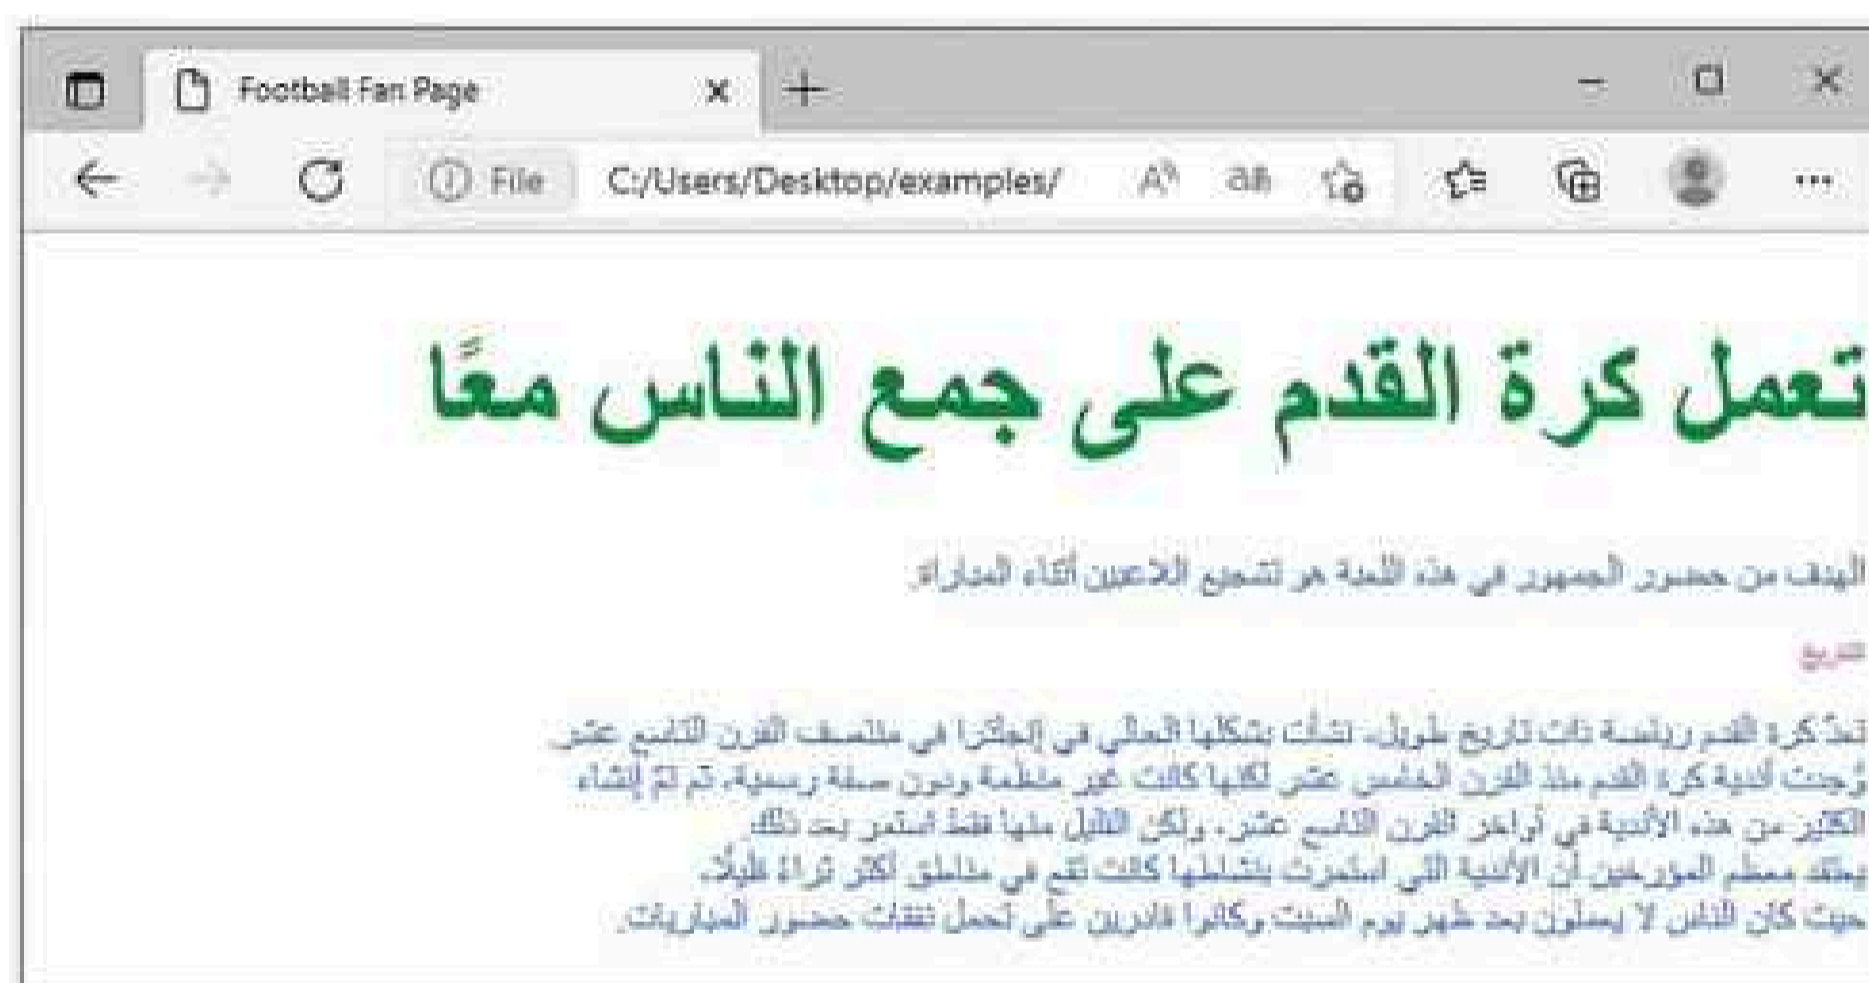 Football Fan Page
File C:/Users/Desktop/examples/
تعمل كرة القدم على جمع الناس معًا
الهدف من حضور الجمهور في هذه اللعبة هو تشجيع اللاعبين أثناء المباراة.
التاريخ
تعدّ كرة القدم رياضة ذات تاريخ طويل، نشأت بشكلها الحالي في إنجلترا في منتصف القرن التاسع عشر.
وُجدت أندية كرة القدم منذ القرن الخامس عشر لكنها كانت غير منظمة ودون صفة رسمية، ثم تمّ إنشاء
الكثير من هذه الأندية في أواخر القرن التاسع عشر، ولكن القليل منها فقط استمر بعد ذلك.
يعتقد معظم المؤرخين أن الأندية التي استمرت بنشاطها كانت تقع في مناطق أكثر ثراءً قليلًا،
حيث كان الناس لا يعملون بعد ظهر يوم السبت وكانوا قادرين على تحمل نفقات حضور المباريات.